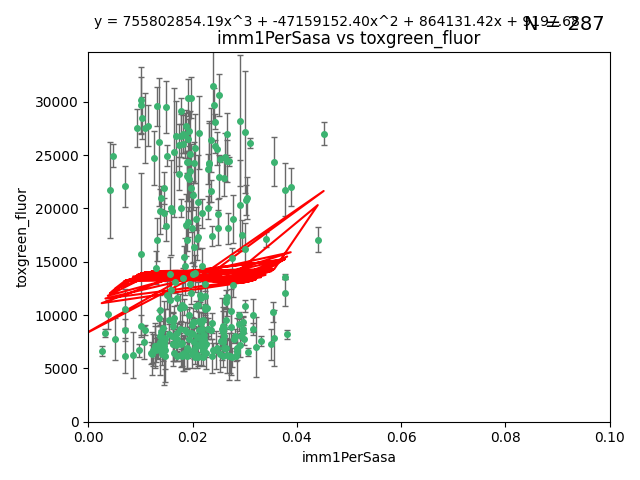 y = 755802854.19x^3 + -47159152.40x^2 + 864131.42x + 9197.68
N = 287
imm1PerSasa vs toxgreen_fluor
30000
25000
20000
15000
10000
5000
0
toxgreen_fluor
0.00 0.02 0.04 0.06 0.08 0.10
imm1PerSasa